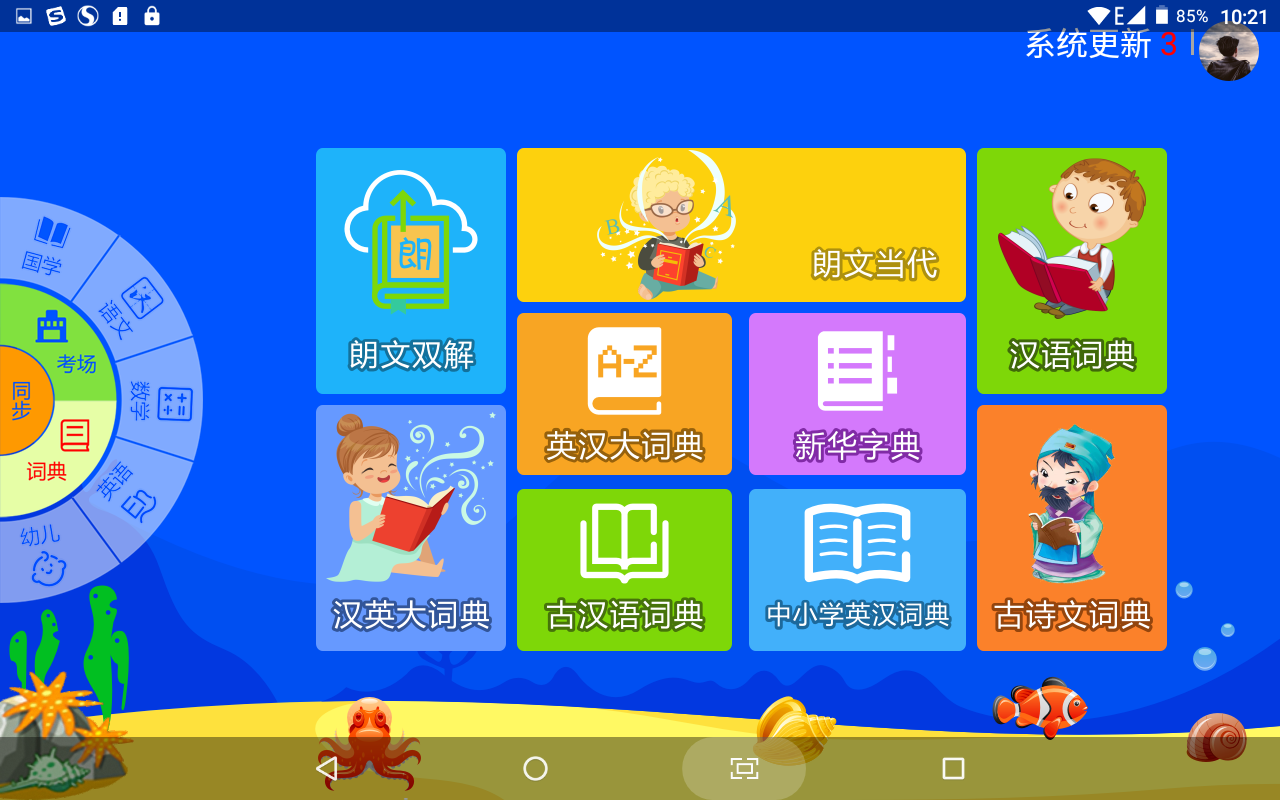 E 85% 10:21
系统更新 3
国学
语文
数学
英语
幼儿
考场
词典
同步
朗
朗文双解
B
A
朗文当代
汉语词典
A-Z
英汉大词典
新华字典
汉英大词典
古汉语词典
中小学英汉词典
古诗文词典